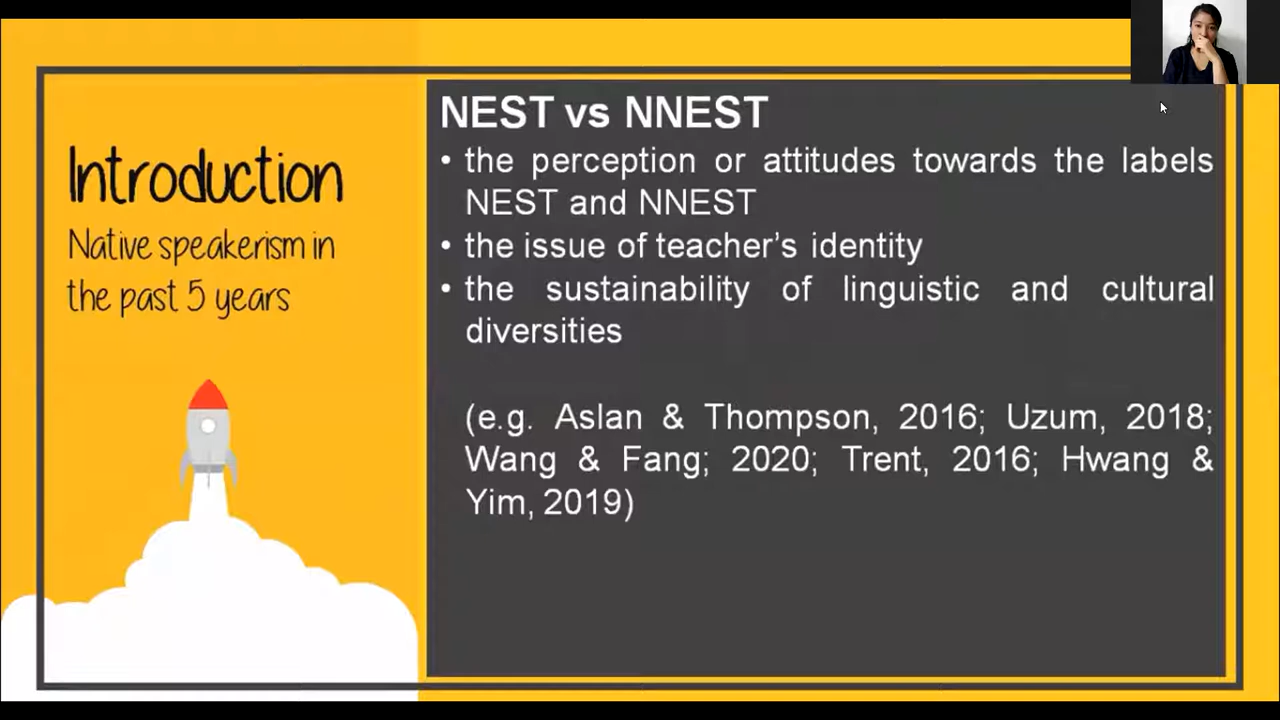 Introduction
Native speakerism in
the past 5 years
NEST vs NNEST
• the perception or attitudes towards the labels
NEST and NNEST
• the issue of teacher's identity
• the sustainability of linguistic and cultural
diversities
(e.g. Aslan & Thompson, 2016; Uzum, 2018;
Wang & Fang; 2020; Trent, 2016; Hwang &
Yim, 2019)